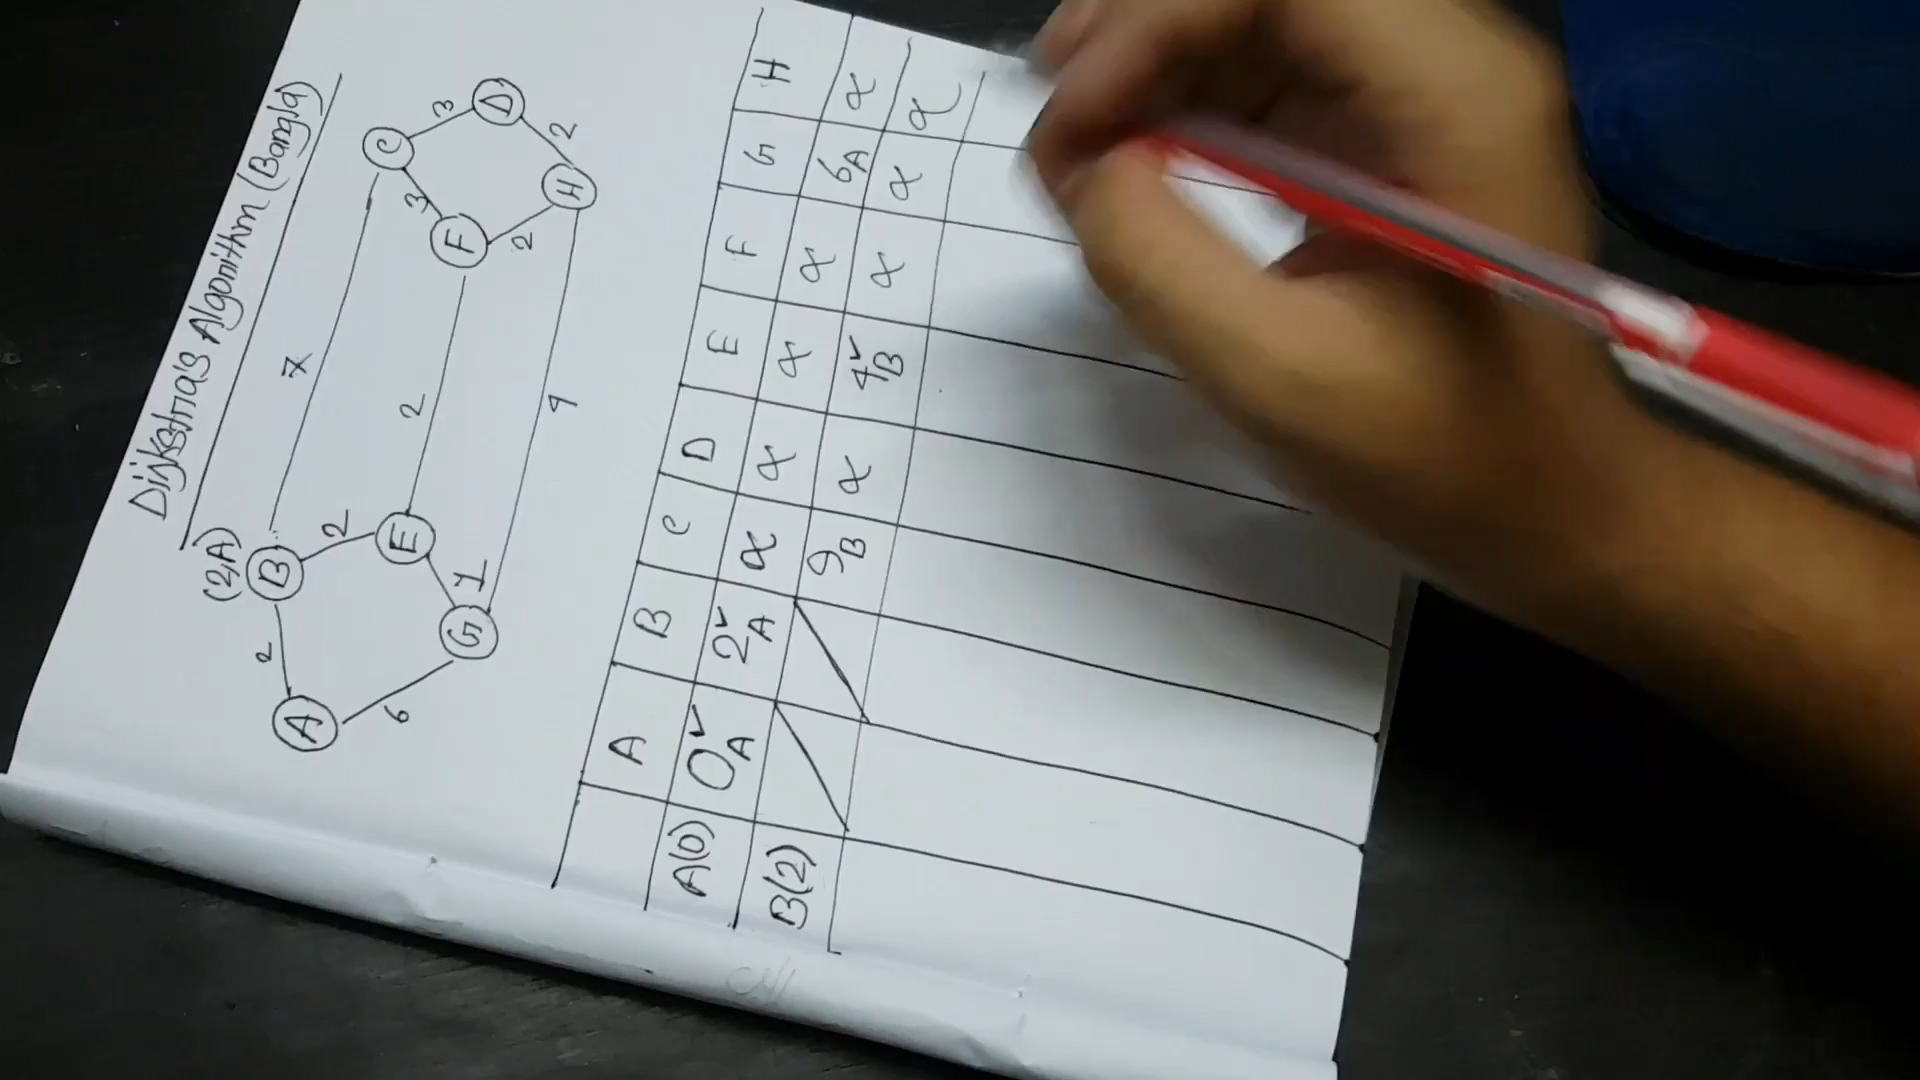 Dijkstra's Algorithm (Bangla)
(2,A)
B 7 C 3 D
2 2 3 2
A E 2 F 2 H
6 1
G 9
A B C D E F G H
A(0) 0A✓ 2A✓ α α α α 6A α
B(2) 9B α 4B✓ α α α